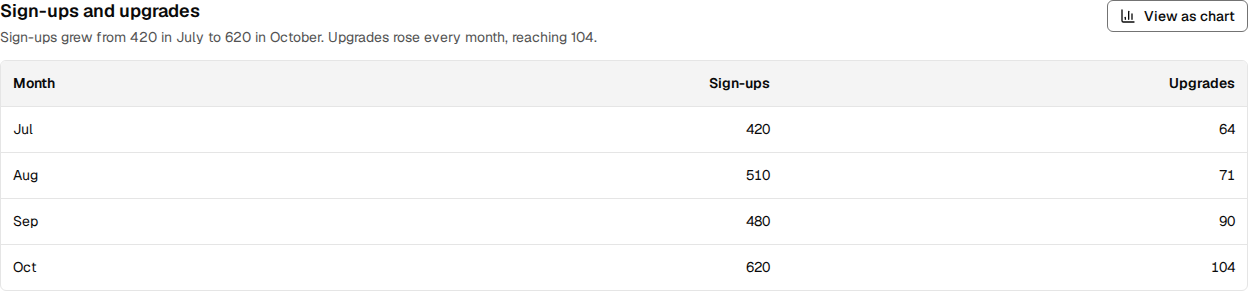 Sign-ups and upgrades
View as chart
Sign-ups grew from 420 in July to 620 in October. Upgrades rose every month, reaching 104.
Month Sign-ups Upgrades
Jul 420 64
Aug 510 71
Sep 480 90
Oct 620 104